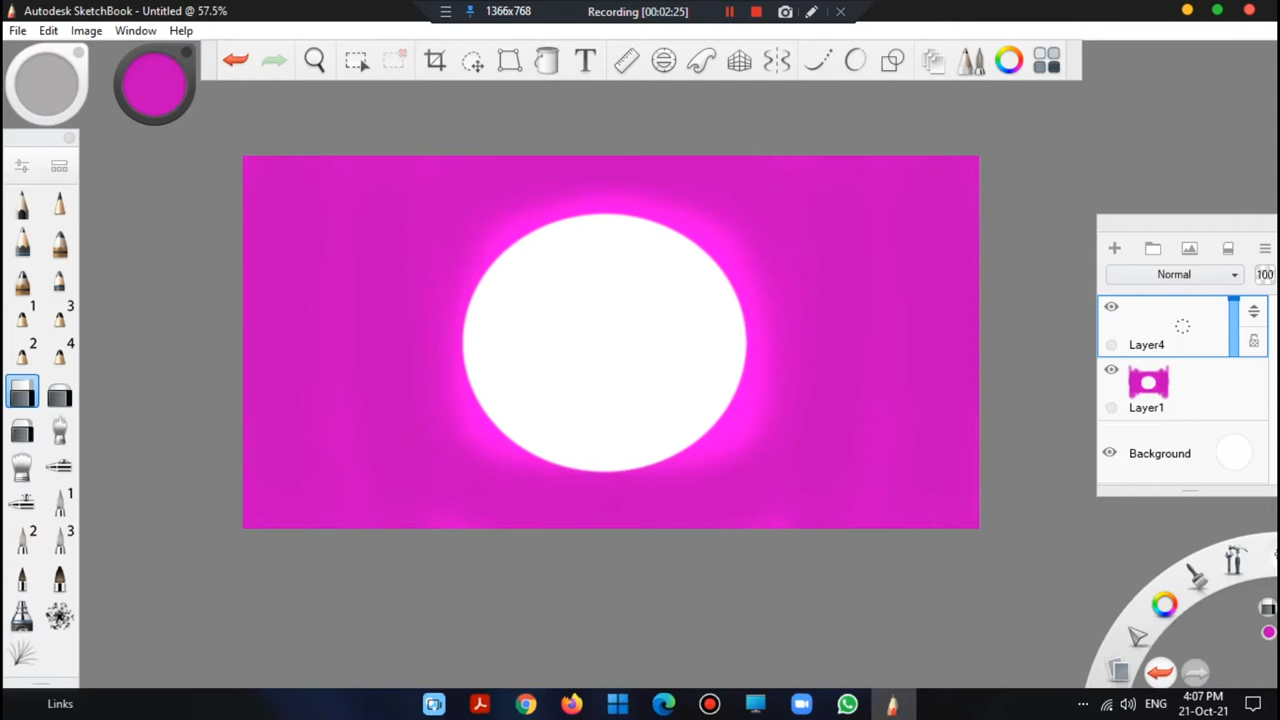 Autodesk SketchBook - Untitled @ 57.5%
1366x768
Recording [00:02:25]
File Edit Image Window Help
T
Normal
100
Layer4
Layer1
Background
1 3
2 4
1
2 3
Links
ENG
4:07 PM
21-Oct-21